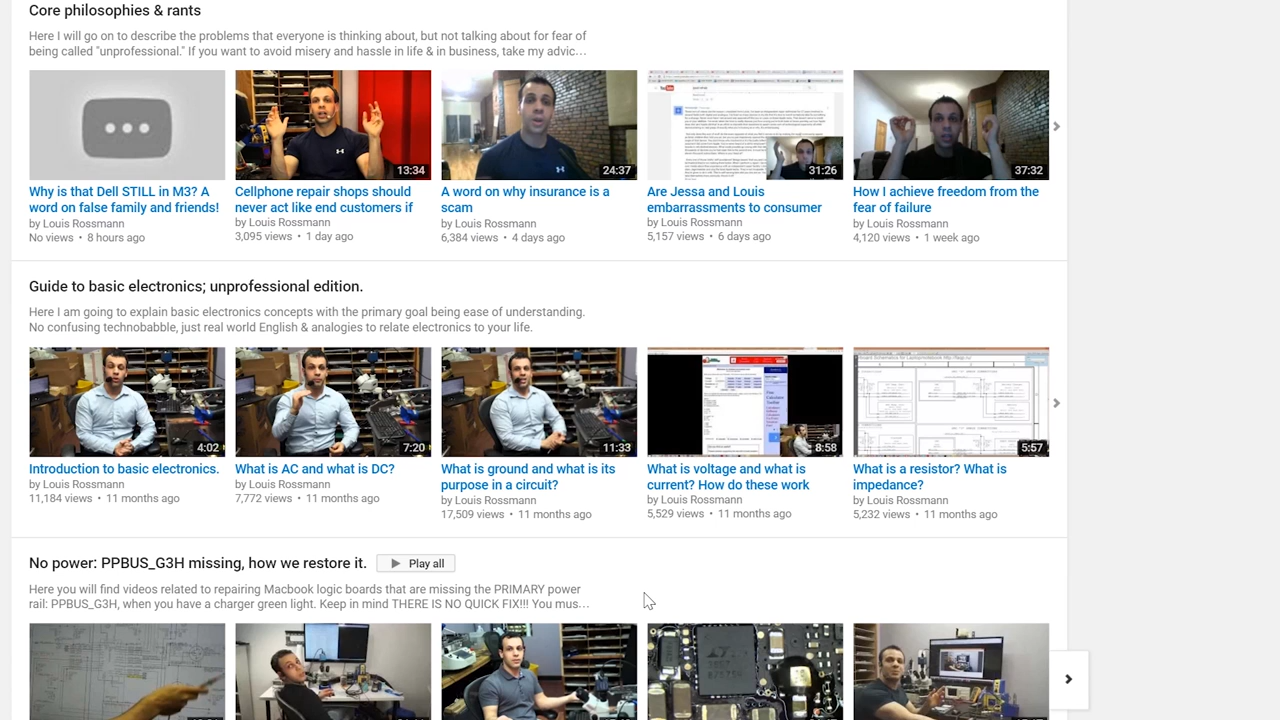 Core philosophies & rants
Here I will go on to describe the problems that everyone is thinking about, but not talking about for fear of
being called "unprofessional." If you want to avoid misery and hassle in life & in business, take my advic…
13:34
24:37
31:26
37:32
Why is that Dell STILL in M3? A
word on false family and friends!
by Louis Rossmann
No views • 8 hours ago
Cellphone repair shops should
never act like end customers if
by Louis Rossmann
3,095 views • 1 day ago
A word on why insurance is a
scam
by Louis Rossmann
6,384 views • 4 days ago
Are Jessa and Louis
embarrassments to consumer
by Louis Rossmann
5,157 views • 6 days ago
How I achieve freedom from the
fear of failure
by Louis Rossmann
4,120 views • 1 week ago
Guide to basic electronics; unprofessional edition.
Here I am going to explain basic electronics concepts with the primary goal being ease of understanding.
No confusing technobabble, just real world English & analogies to relate electronics to your life.
4:02
7:20
11:33
8:58
5:57
Introduction to basic electronics.
by Louis Rossmann
11,184 views • 11 months ago
What is AC and what is DC?
by Louis Rossmann
7,772 views • 11 months ago
What is ground and what is its
purpose in a circuit?
by Louis Rossmann
17,509 views • 11 months ago
What is voltage and what is
current? How do these work
by Louis Rossmann
5,529 views • 11 months ago
What is a resistor? What is
impedance?
by Louis Rossmann
5,232 views • 11 months ago
No power: PPBUS_G3H missing, how we restore it.
Play all
Here you will find videos related to repairing Macbook logic boards that are missing the PRIMARY power
rail: PPBUS_G3H, when you have a charger green light. Keep in mind THERE IS NO QUICK FIX!!! You mus…